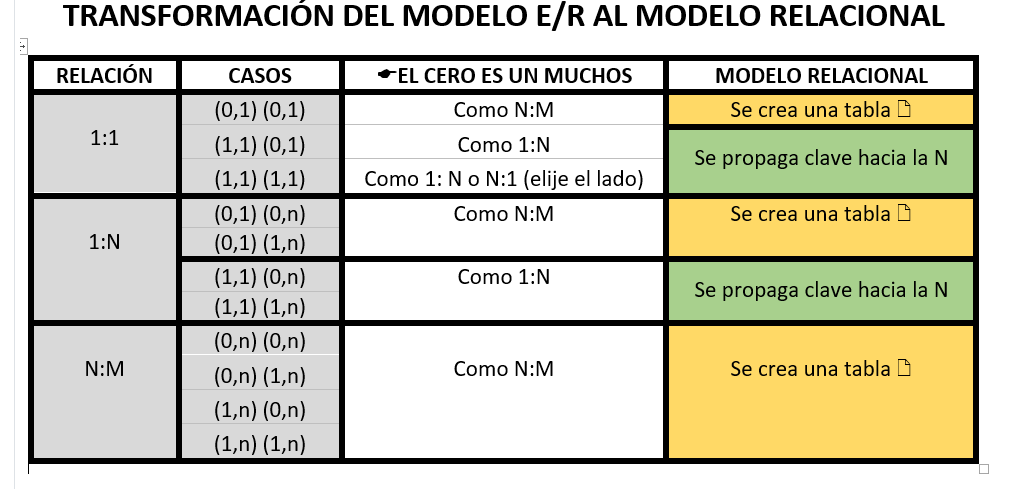 TRANSFORMACIÓN DEL MODELO E/R AL MODELO RELACIONAL
RELACIÓN CASOS ☛EL CERO ES UN MUCHOS MODELO RELACIONAL
1:1
(0,1) (0,1) Como N:M Se crea una tabla 🗋
(1,1) (0,1) Como 1:N
Se propaga clave hacia la N
(1,1) (1,1) Como 1: N o N:1 (elije el lado)
1:N
(0,1) (0,n) Como N:M Se crea una tabla 🗋
(0,1) (1,n)
(1,1) (0,n) Como 1:N
Se propaga clave hacia la N
(1,1) (1,n)
N:M
(0,n) (0,n)
(0,n) (1,n) Como N:M Se crea una tabla 🗋
(1,n) (0,n)
(1,n) (1,n)